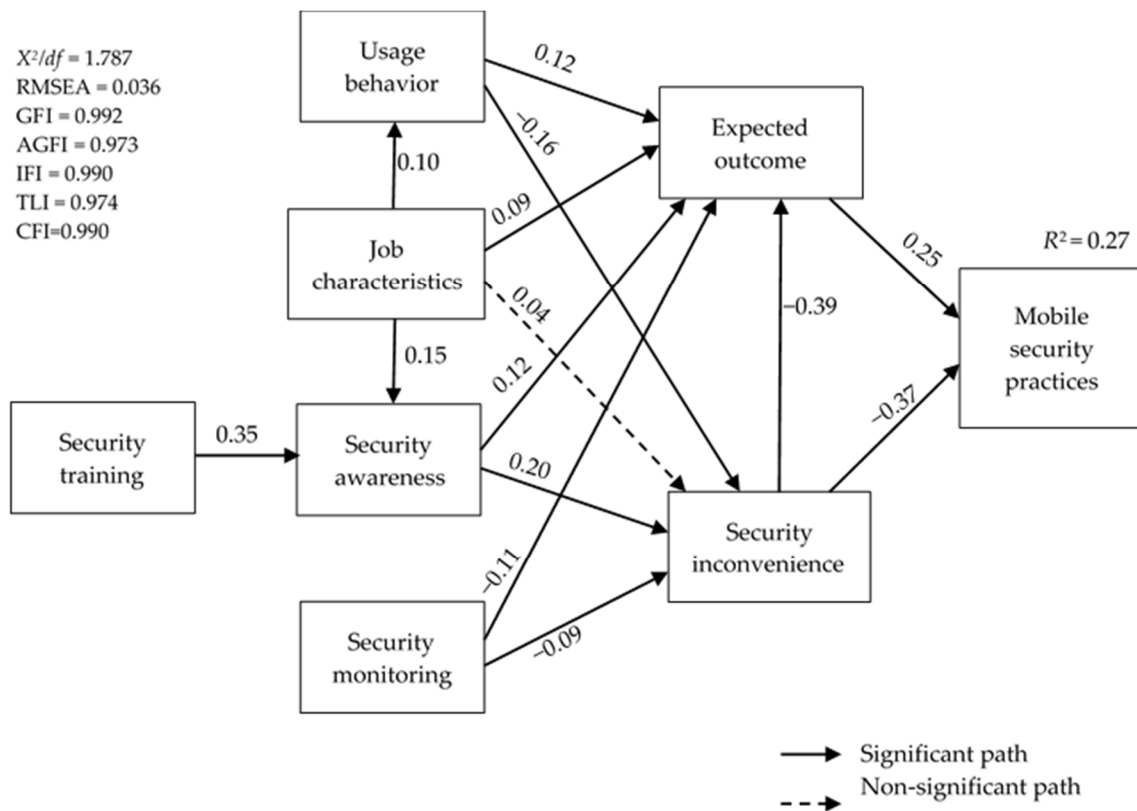 X²/df = 1.787
RMSEA = 0.036
GFI = 0.992
AGFI = 0.973
IFI = 0.990
TLI = 0.974
CFI=0.990
Usage
behavior
0.12
−0.16
Expected
outcome
0.10
0.09
Job
characteristics
0.25
R² = 0.27
0.04
−0.39
Mobile
security
practices
0.15
0.12
−0.37
Security
training
0.35
Security
awareness
0.20
Security
inconvenience
−0.11
−0.09
Security
monitoring
Significant path
Non-significant path